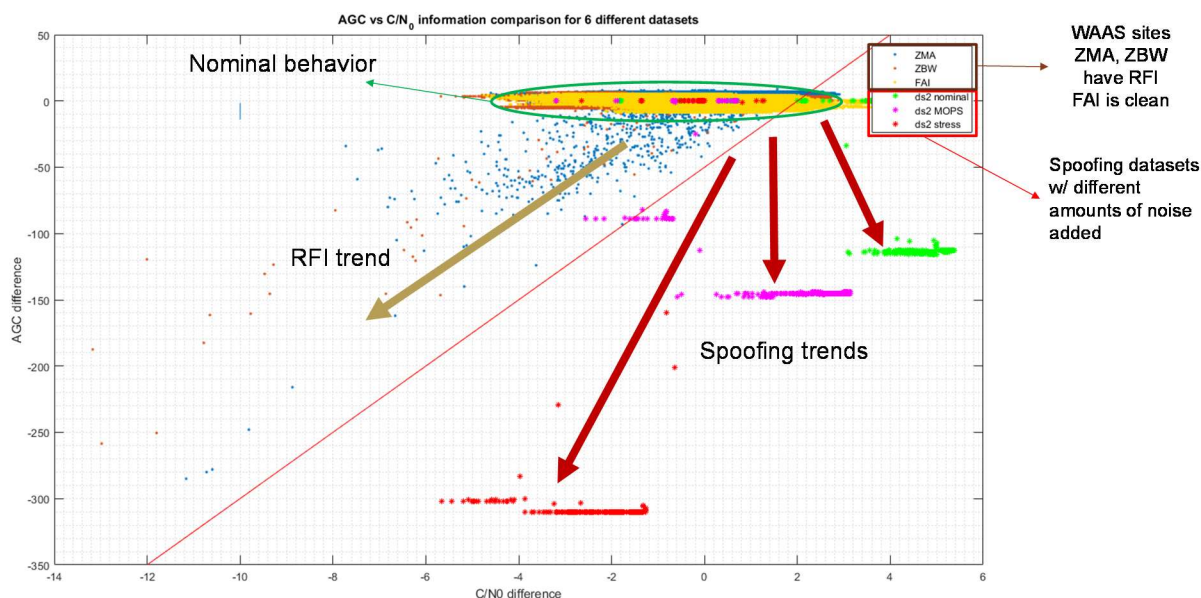 AGC vs C/N0 information comparison for 6 different datasets
50
0
-50
-100
-150
-200
-250
-300
-350
AGC difference
-14
-12
-10
-8
-6
-4
-2
0
2
4
6
C/N0 difference
Nominal behavior
RFI trend
Spoofing trends
ZMA
ZBW
FAI
ds2 nominal
ds2 MOPS
ds2 stress
WAAS sites
ZMA, ZBW
have RFI
FAI is clean
Spoofing datasets
w/ different
amounts of noise
added